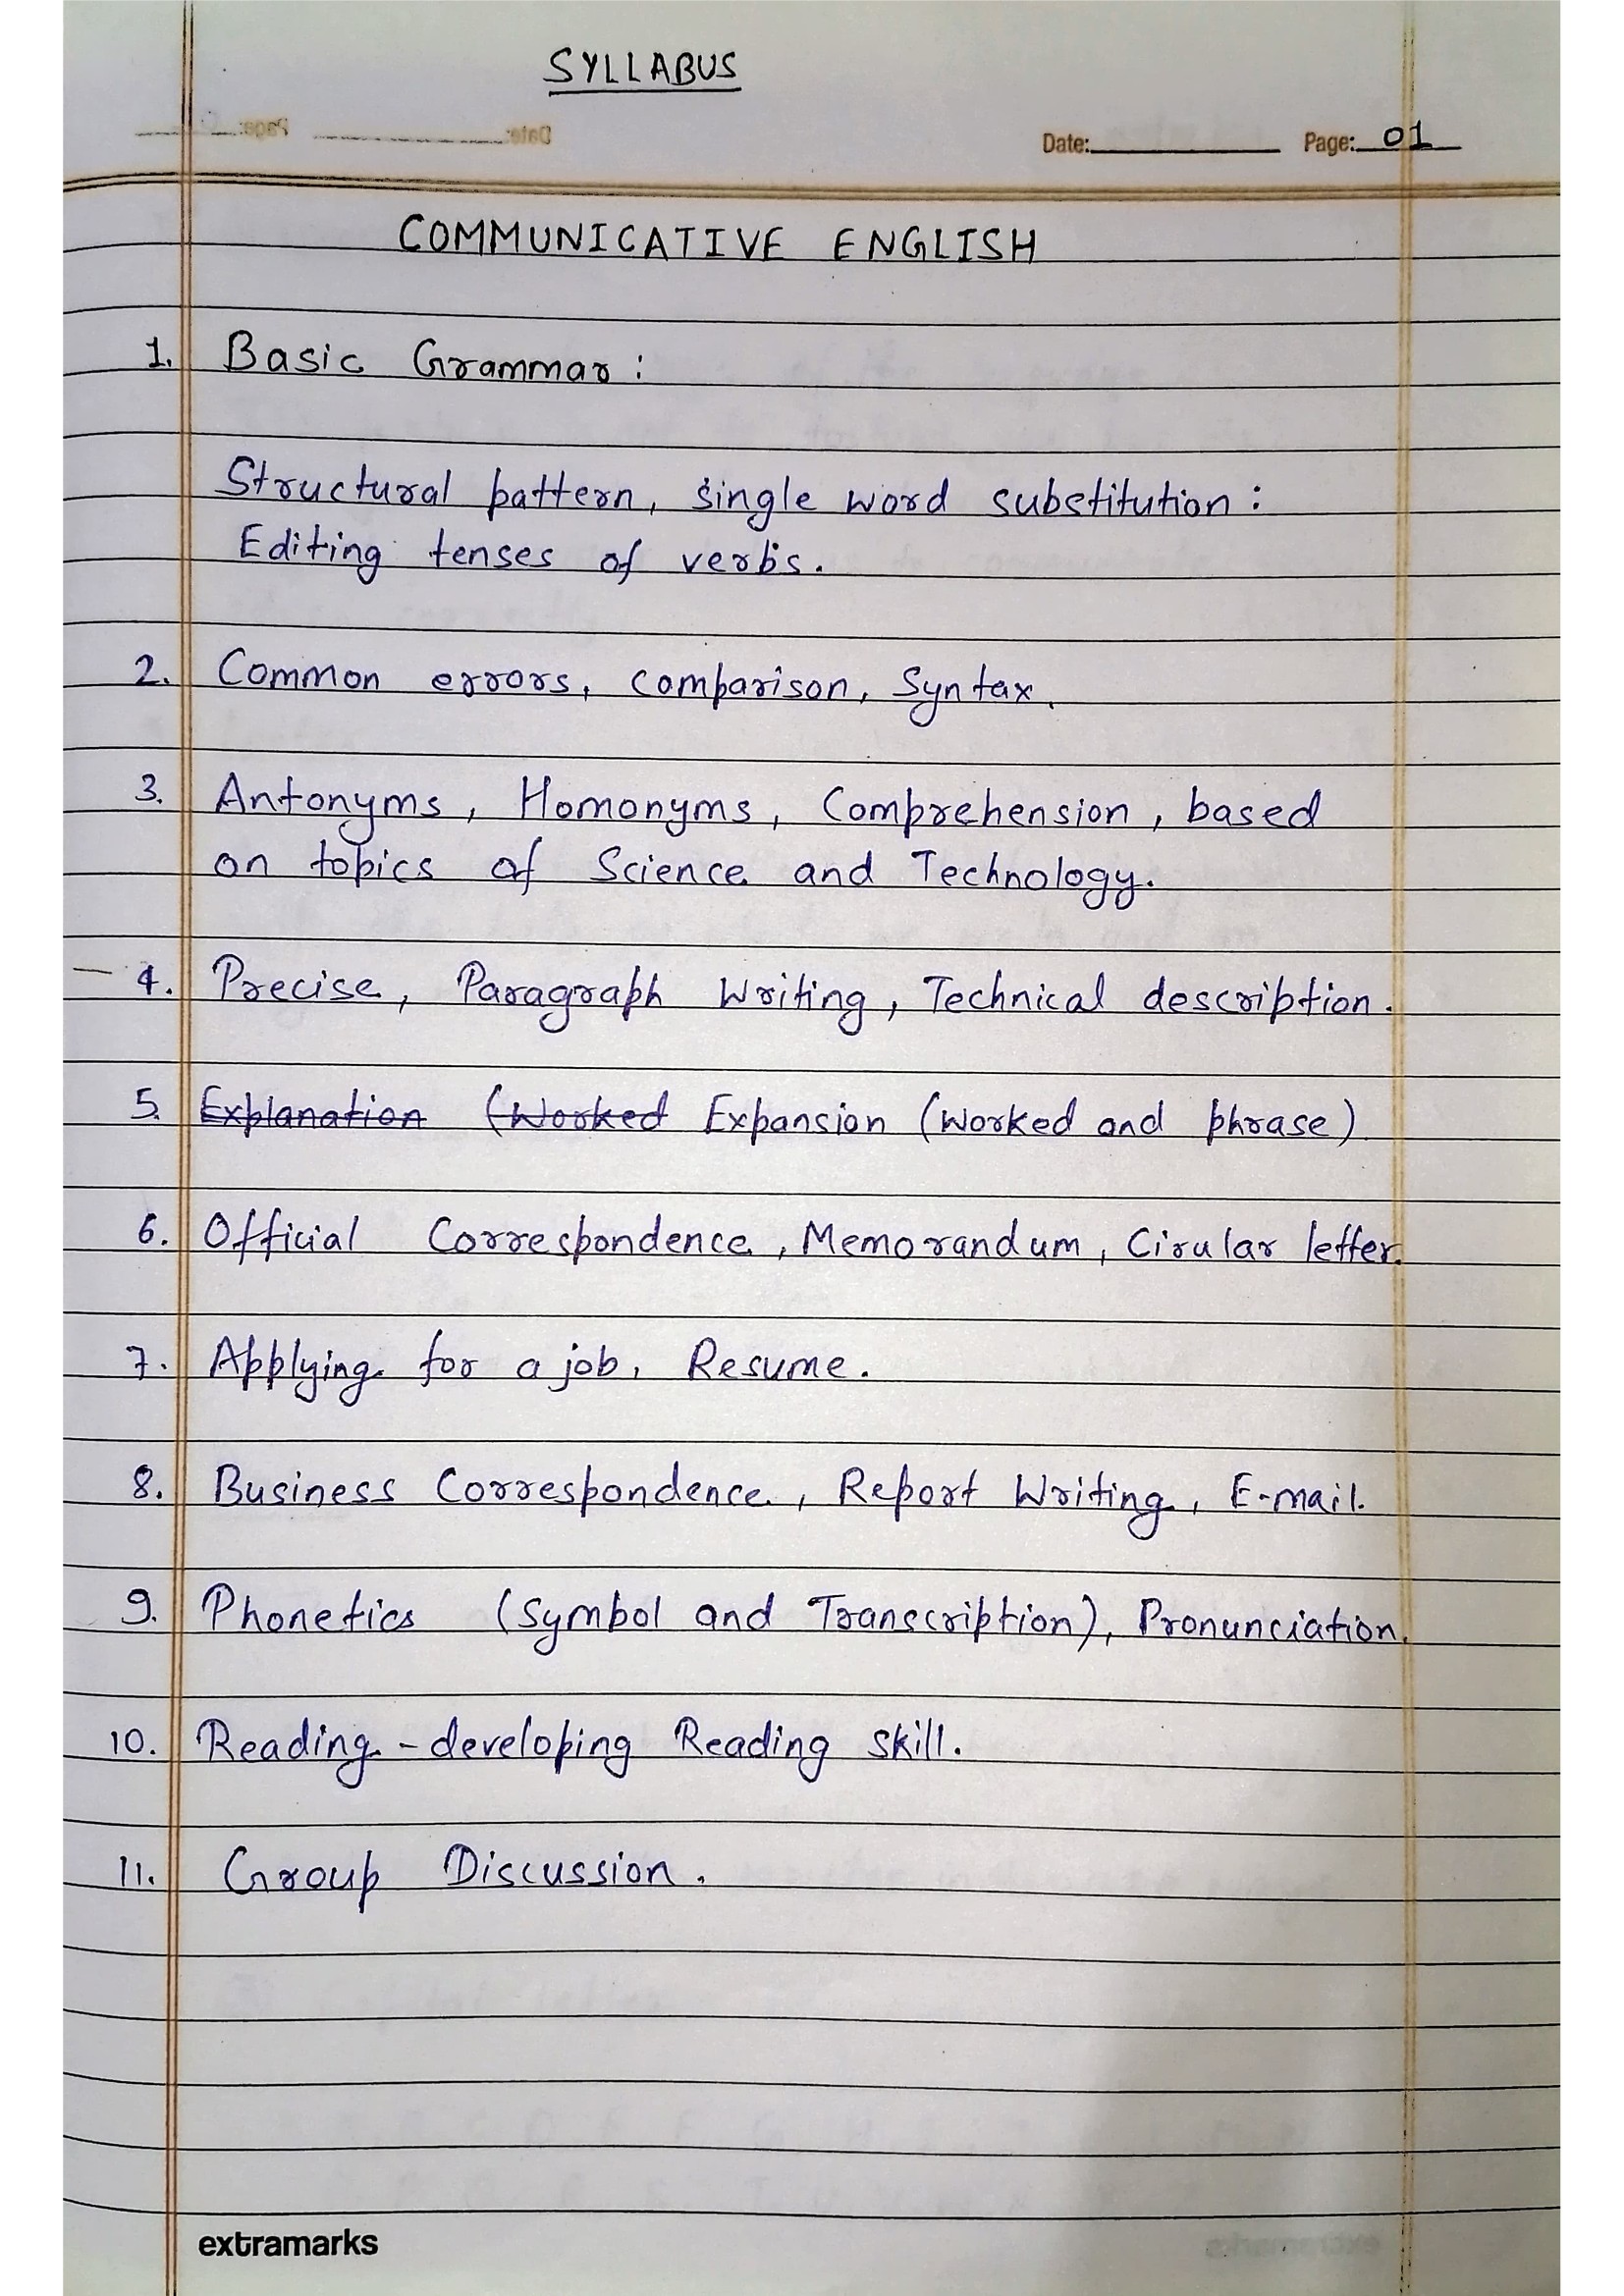 SYLLABUS
Date: Page: 01
COMMUNICATIVE ENGLISH
1. Basic Grammar :
Structural pattern, single word substitution :
Editing tenses of verbs.
2. Common errors, comparison, Syntax.
3. Antonyms, Homonyms, Comprehension, based
on topics of Science and Technology.
4. Precise, Paragraph Writing, Technical description.
5. Explanation (Worked Expansion (Worked and phrase)
6. Official Correspondence, Memorandum, Cirular letter.
7. Applying for a job, Resume.
8. Business Correspondence, Report Writing, E-mail.
9. Phonetics (Symbol and Transcription), Pronunciation.
10. Reading - developing Reading skill.
11. Group Discussion.
extramarks